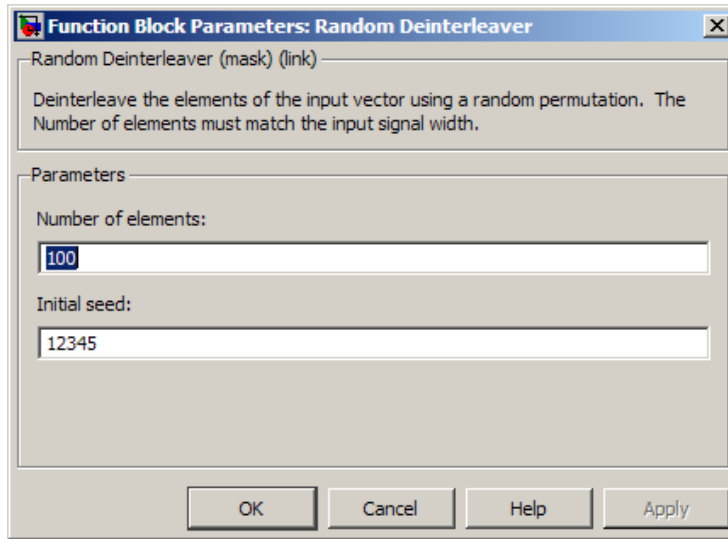 Function Block Parameters: Random Deinterleaver
Random Deinterleaver (mask) (link)
Deinterleave the elements of the input vector using a random permutation. The
Number of elements must match the input signal width.
Parameters
Number of elements:
100
Initial seed:
12345
OK Cancel Help Apply